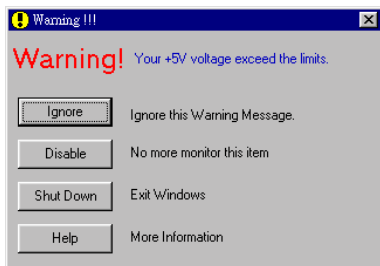 Warning !!!
Warning! Your +5V voltage exceed the limits.
Ignore Ignore this Warning Message.
Disable No more monitor this item
Shut Down Exit Windows
Help More Information